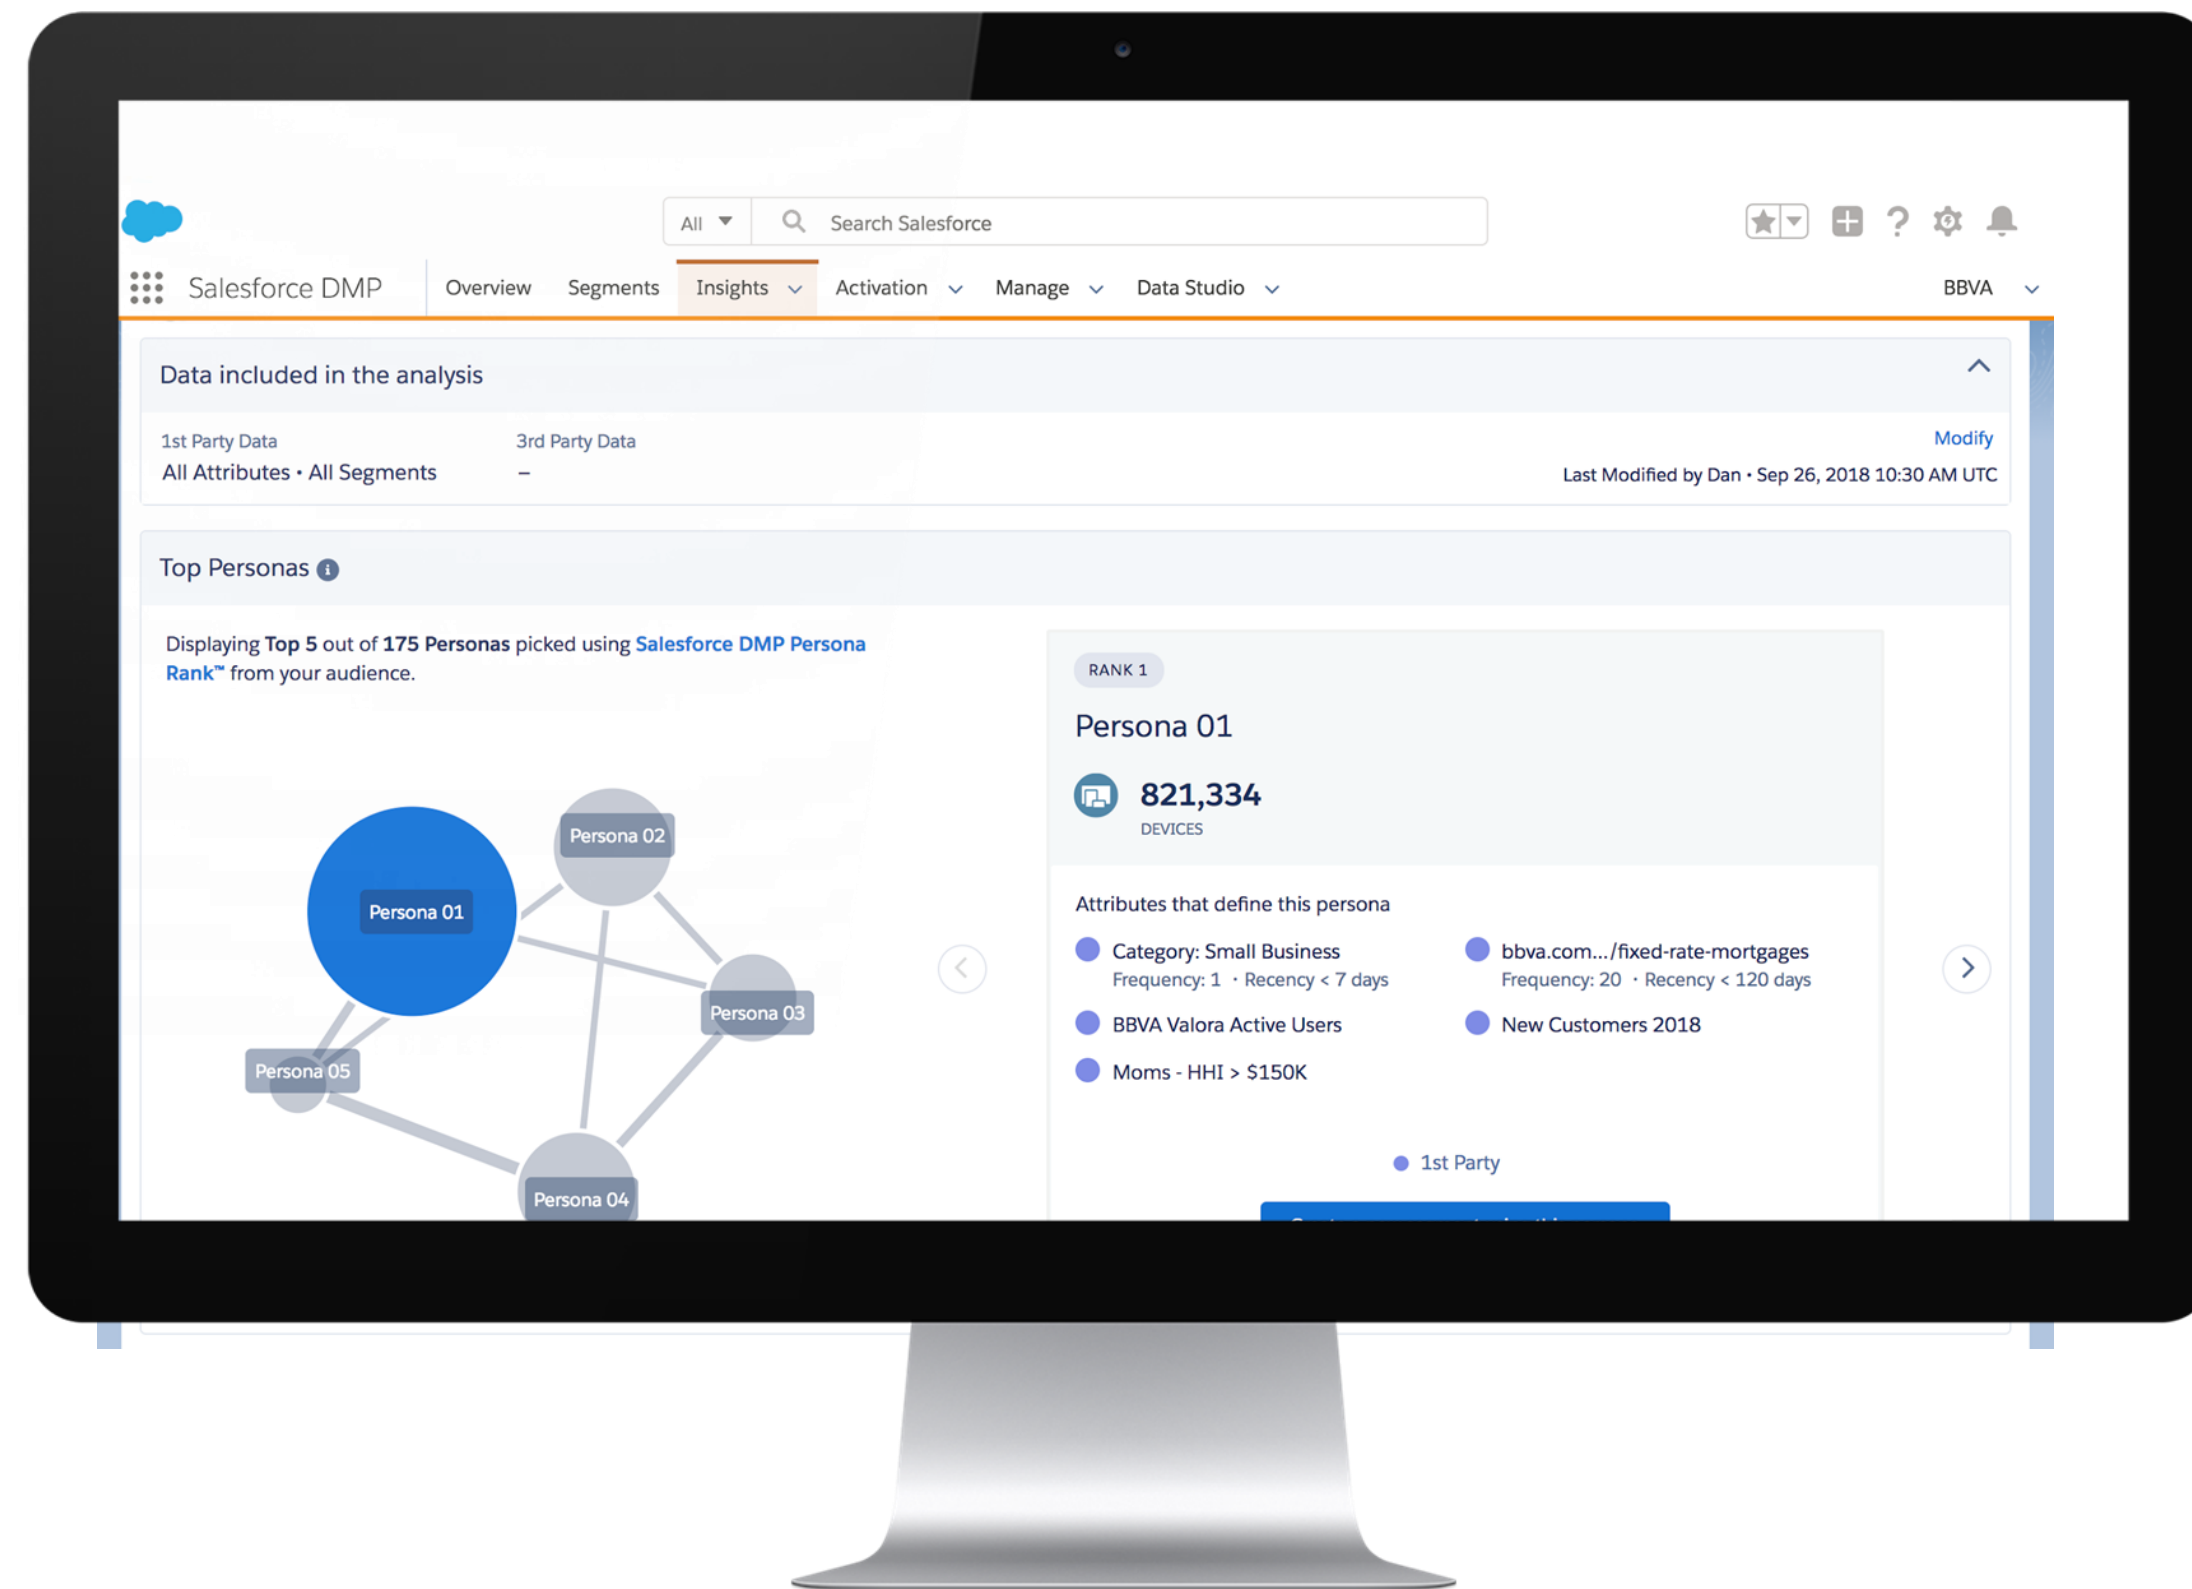 All
Search Salesforce
Salesforce DMP
Overview
Segments
Insights
Activation
Manage
Data Studio
BBVA
Data included in the analysis
1st Party Data
3rd Party Data
Modify
All Attributes • All Segments
–
Last Modified by Dan • Sep 26, 2018 10:30 AM UTC
Top Personas
Displaying Top 5 out of 175 Personas picked using Salesforce DMP Persona
Rank™ from your audience.
Persona 01
Persona 02
Persona 03
Persona 05
Persona 04
RANK 1
Persona 01
821,334
DEVICES
Attributes that define this persona
Category: Small Business
Frequency: 1 · Recency < 7 days
bbva.com.../fixed-rate-mortgages
Frequency: 20 · Recency < 120 days
BBVA Valora Active Users
New Customers 2018
Moms - HHI > $150K
1st Party